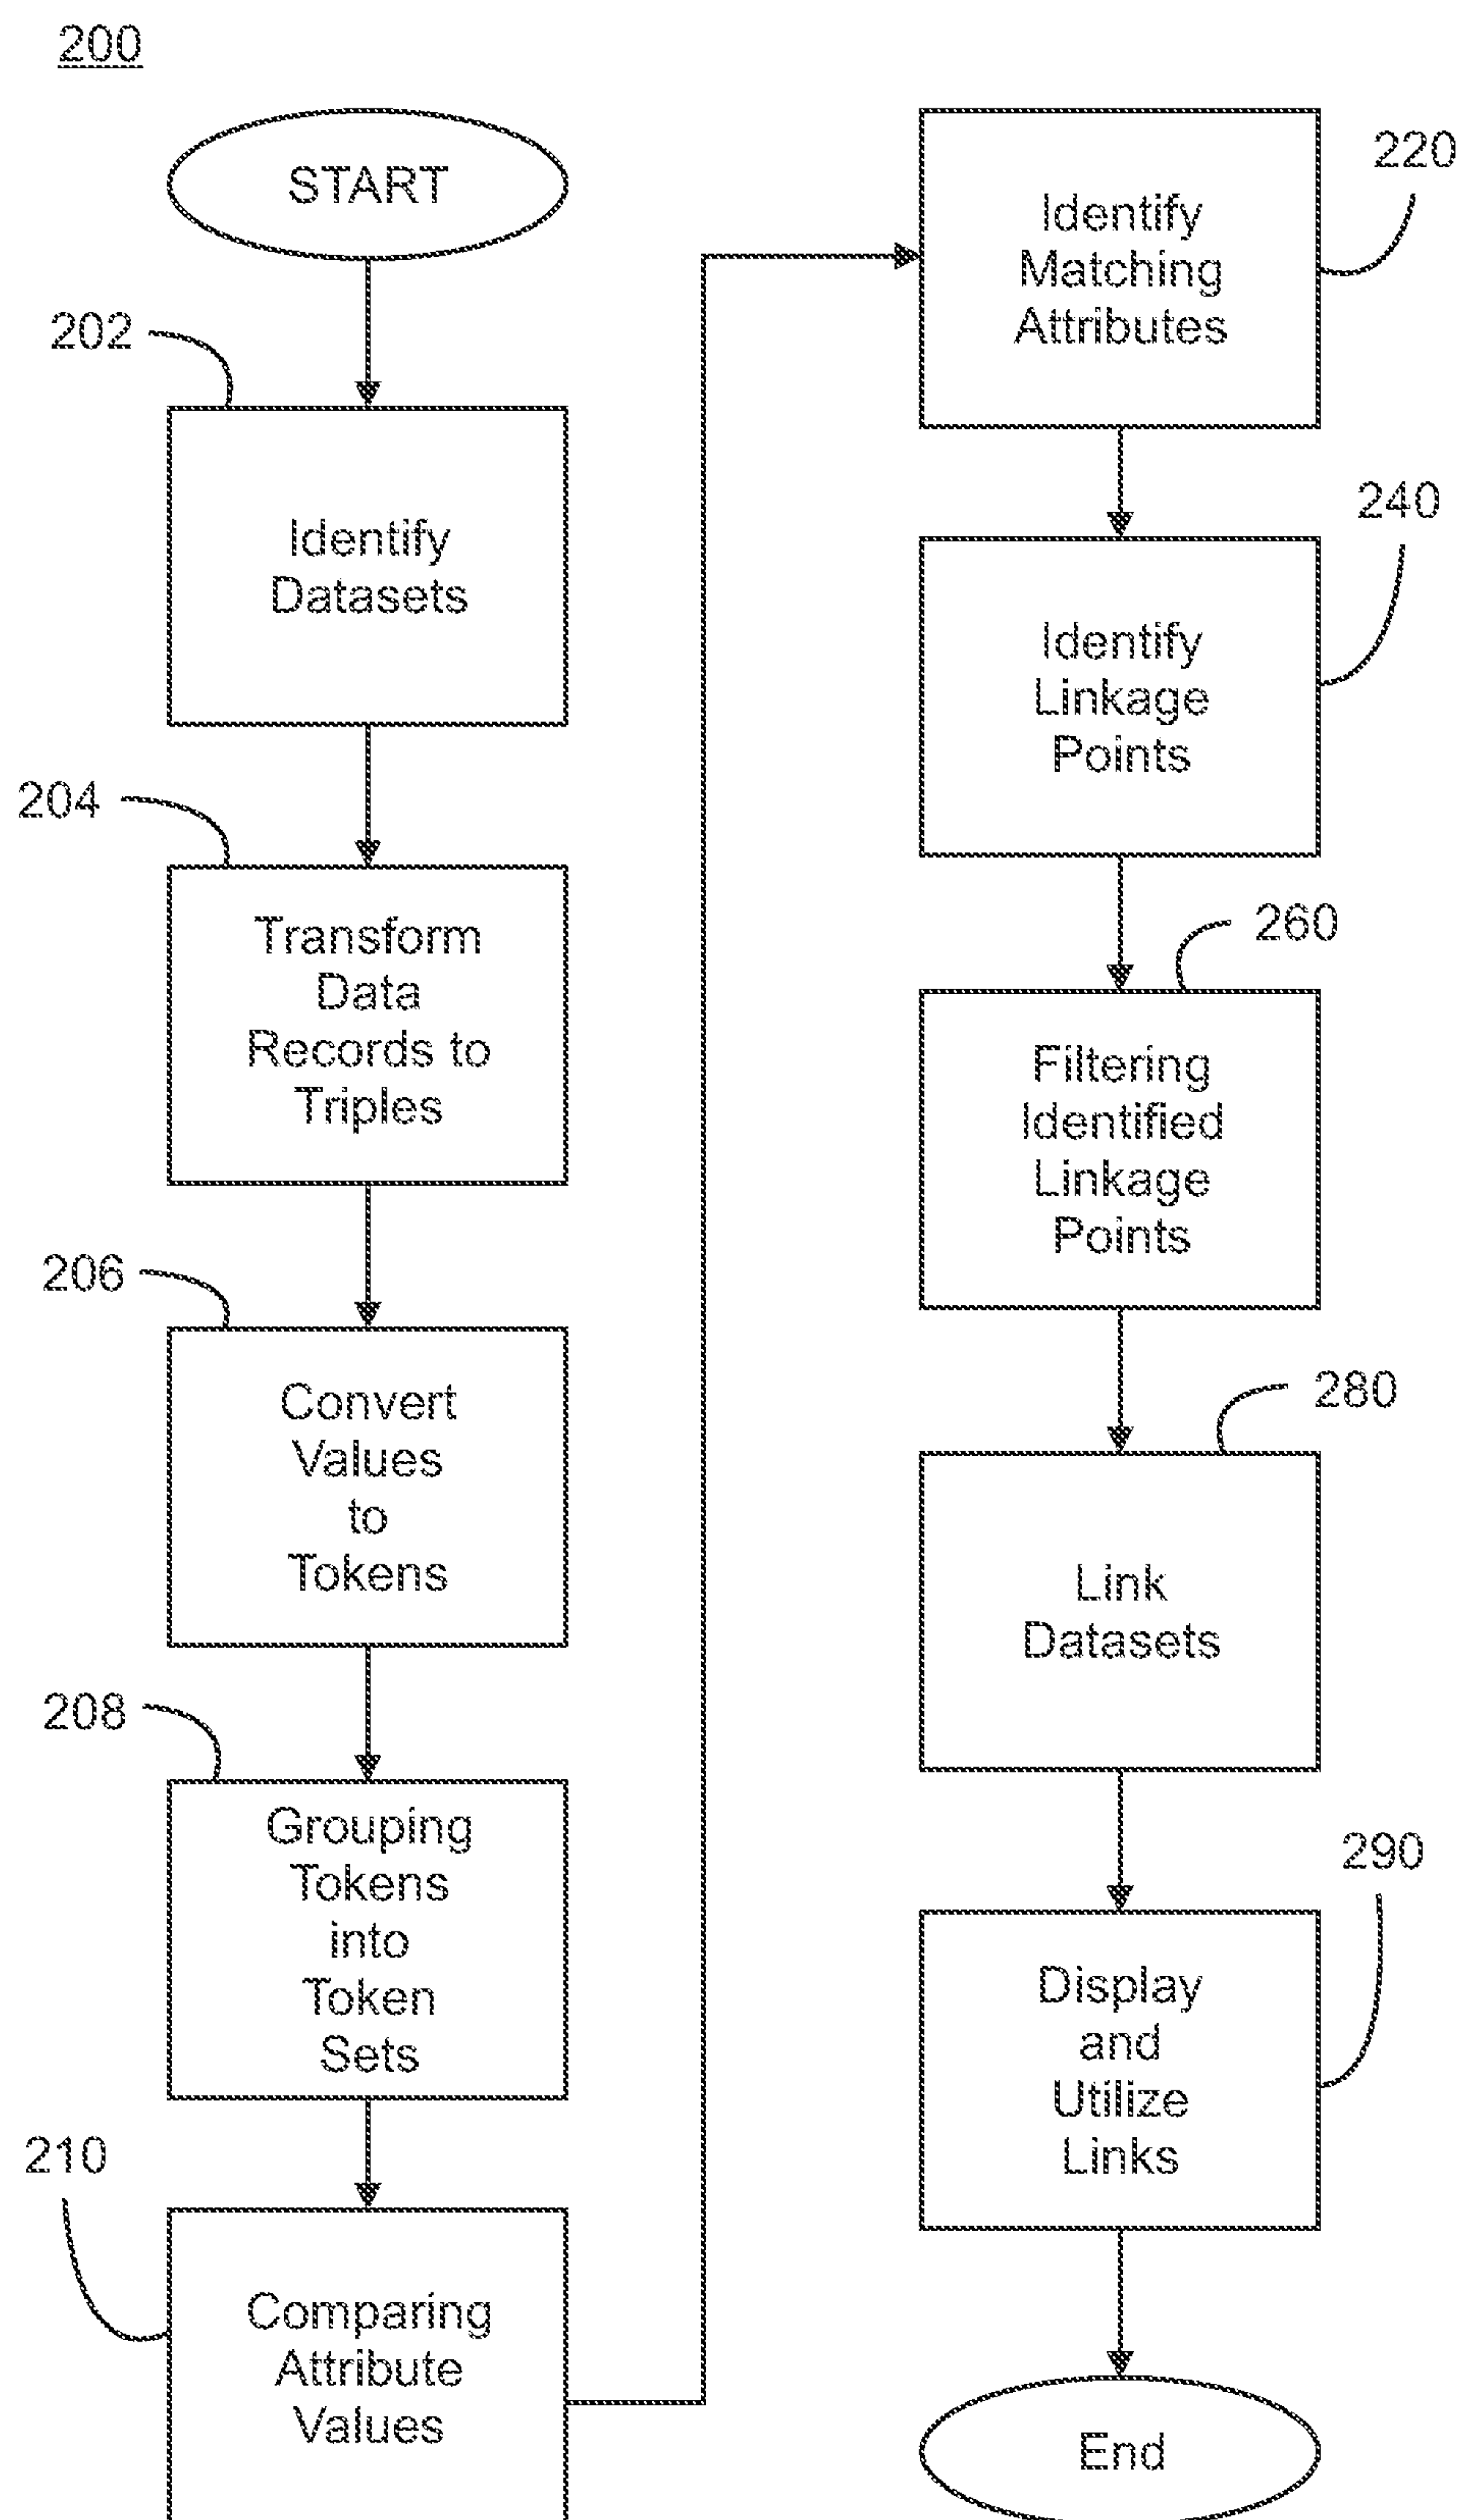 200
START
202
Identify
Datasets
204
Transform
Data
Records to
Triples
206
Convert
Values
to
Tokens
208
Grouping
Tokens
into
Token
Sets
210
Comparing
Attribute
Values
220
Identify
Matching
Attributes
240
Identify
Linkage
Points
260
Filtering
Identified
Linkage
Points
280
Link
Datasets
290
Display
and
Utilize
Links
End